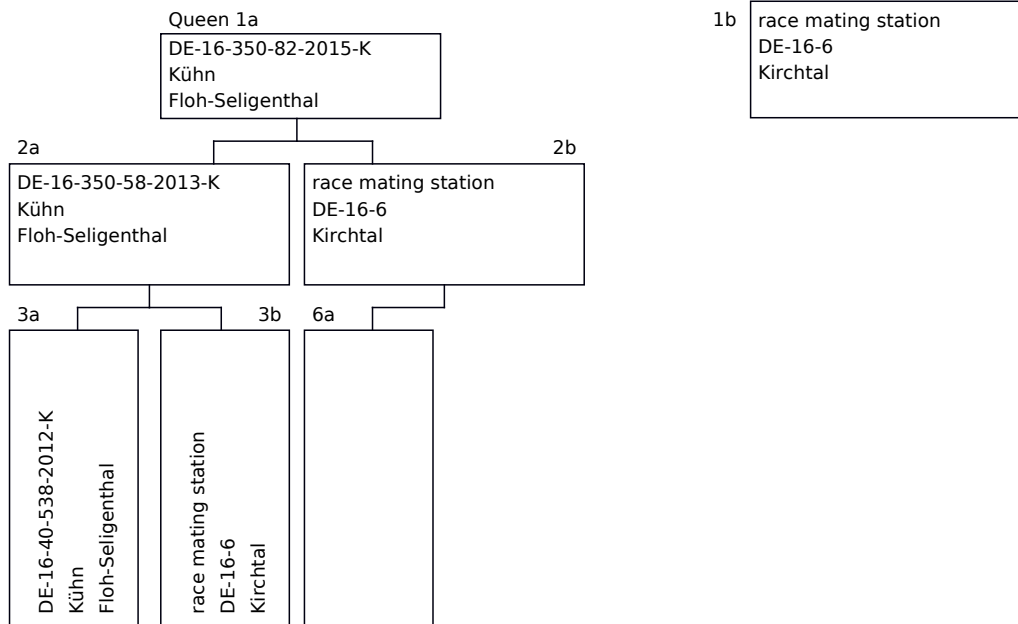 Queen 1a
DE-16-350-82-2015-K
Kühn
Floh-Seligenthal
1b
race mating station
DE-16-6
Kirchtal
2a
DE-16-350-58-2013-K
Kühn
Floh-Seligenthal
2b
race mating station
DE-16-6
Kirchtal
3a
DE-16-40-538-2012-K
Kühn
Floh-Seligenthal
3b
race mating station
DE-16-6
Kirchtal
6a